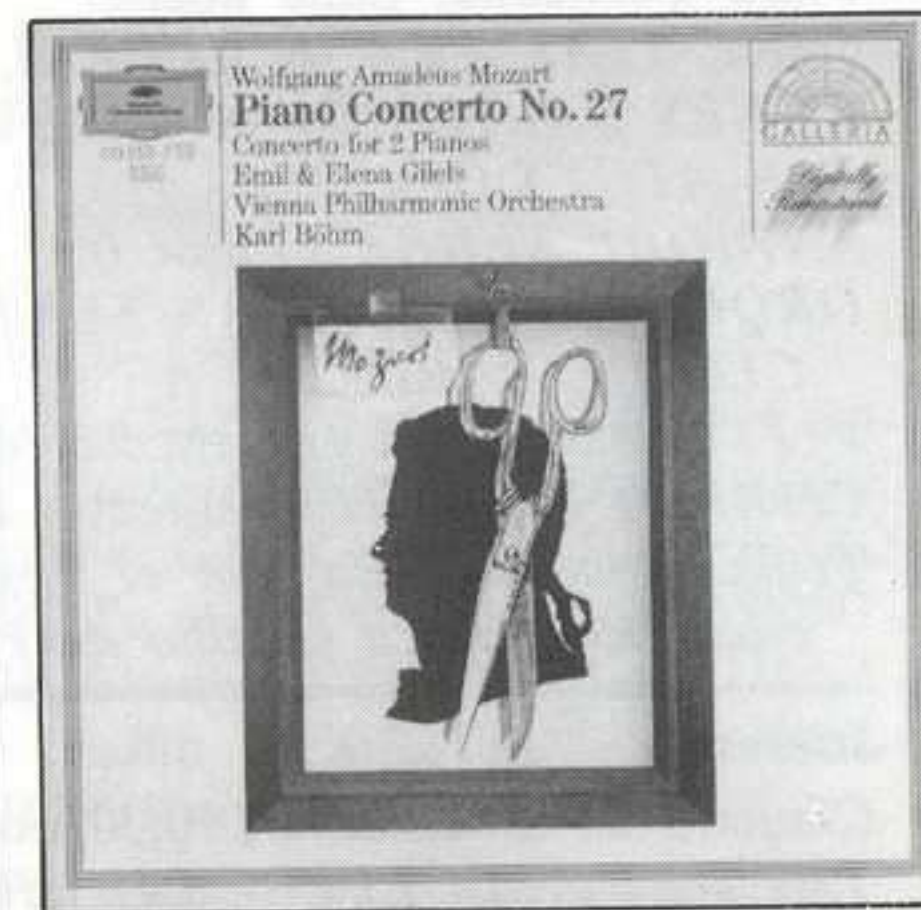 Wolfgang Amadeus Mozart
Piano Concerto No. 27
Concerto for 2 Pianos
Emil & Elena Gilels
Vienna Philharmonic Orchestra
Karl Böhm
GALLERIA
Digitally
Remastered
Mozart